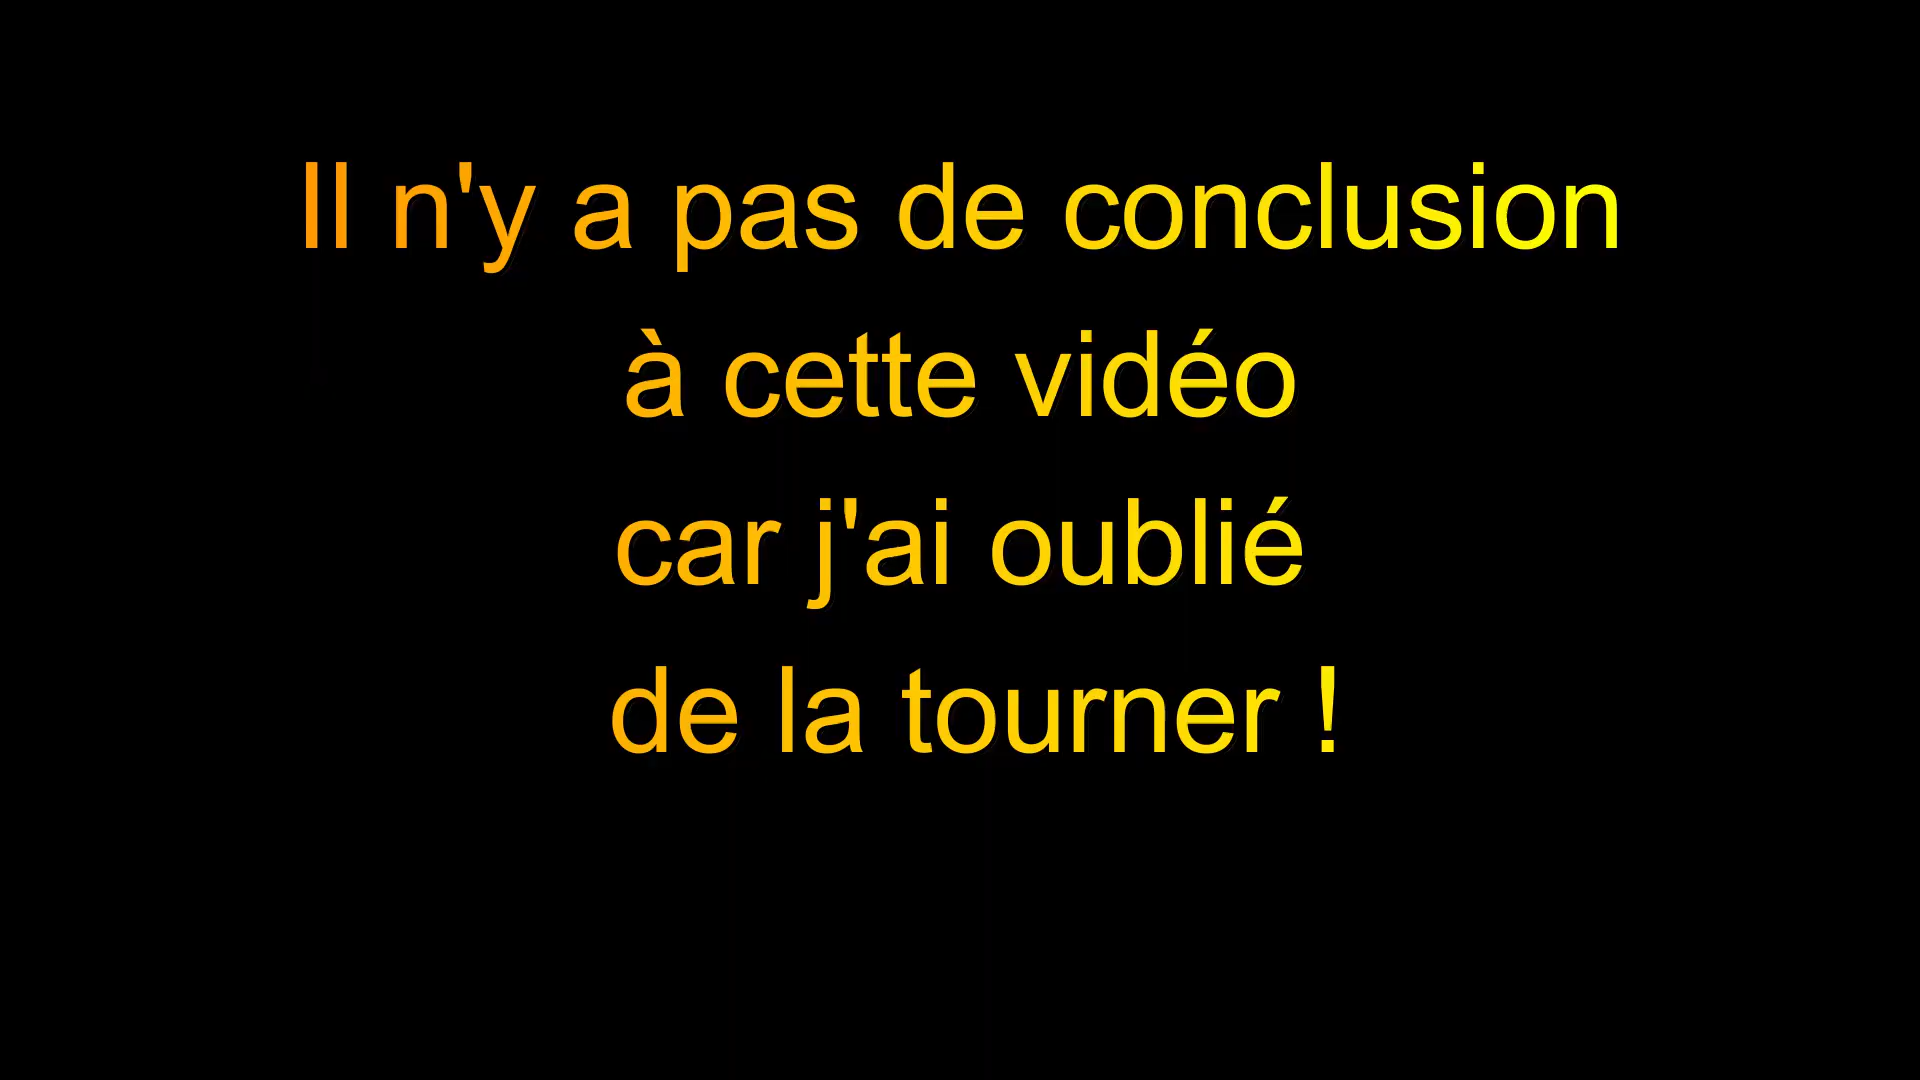 Il n'y a pas de conclusion
à cette vidéo
car j'ai oublié
de la tourner !